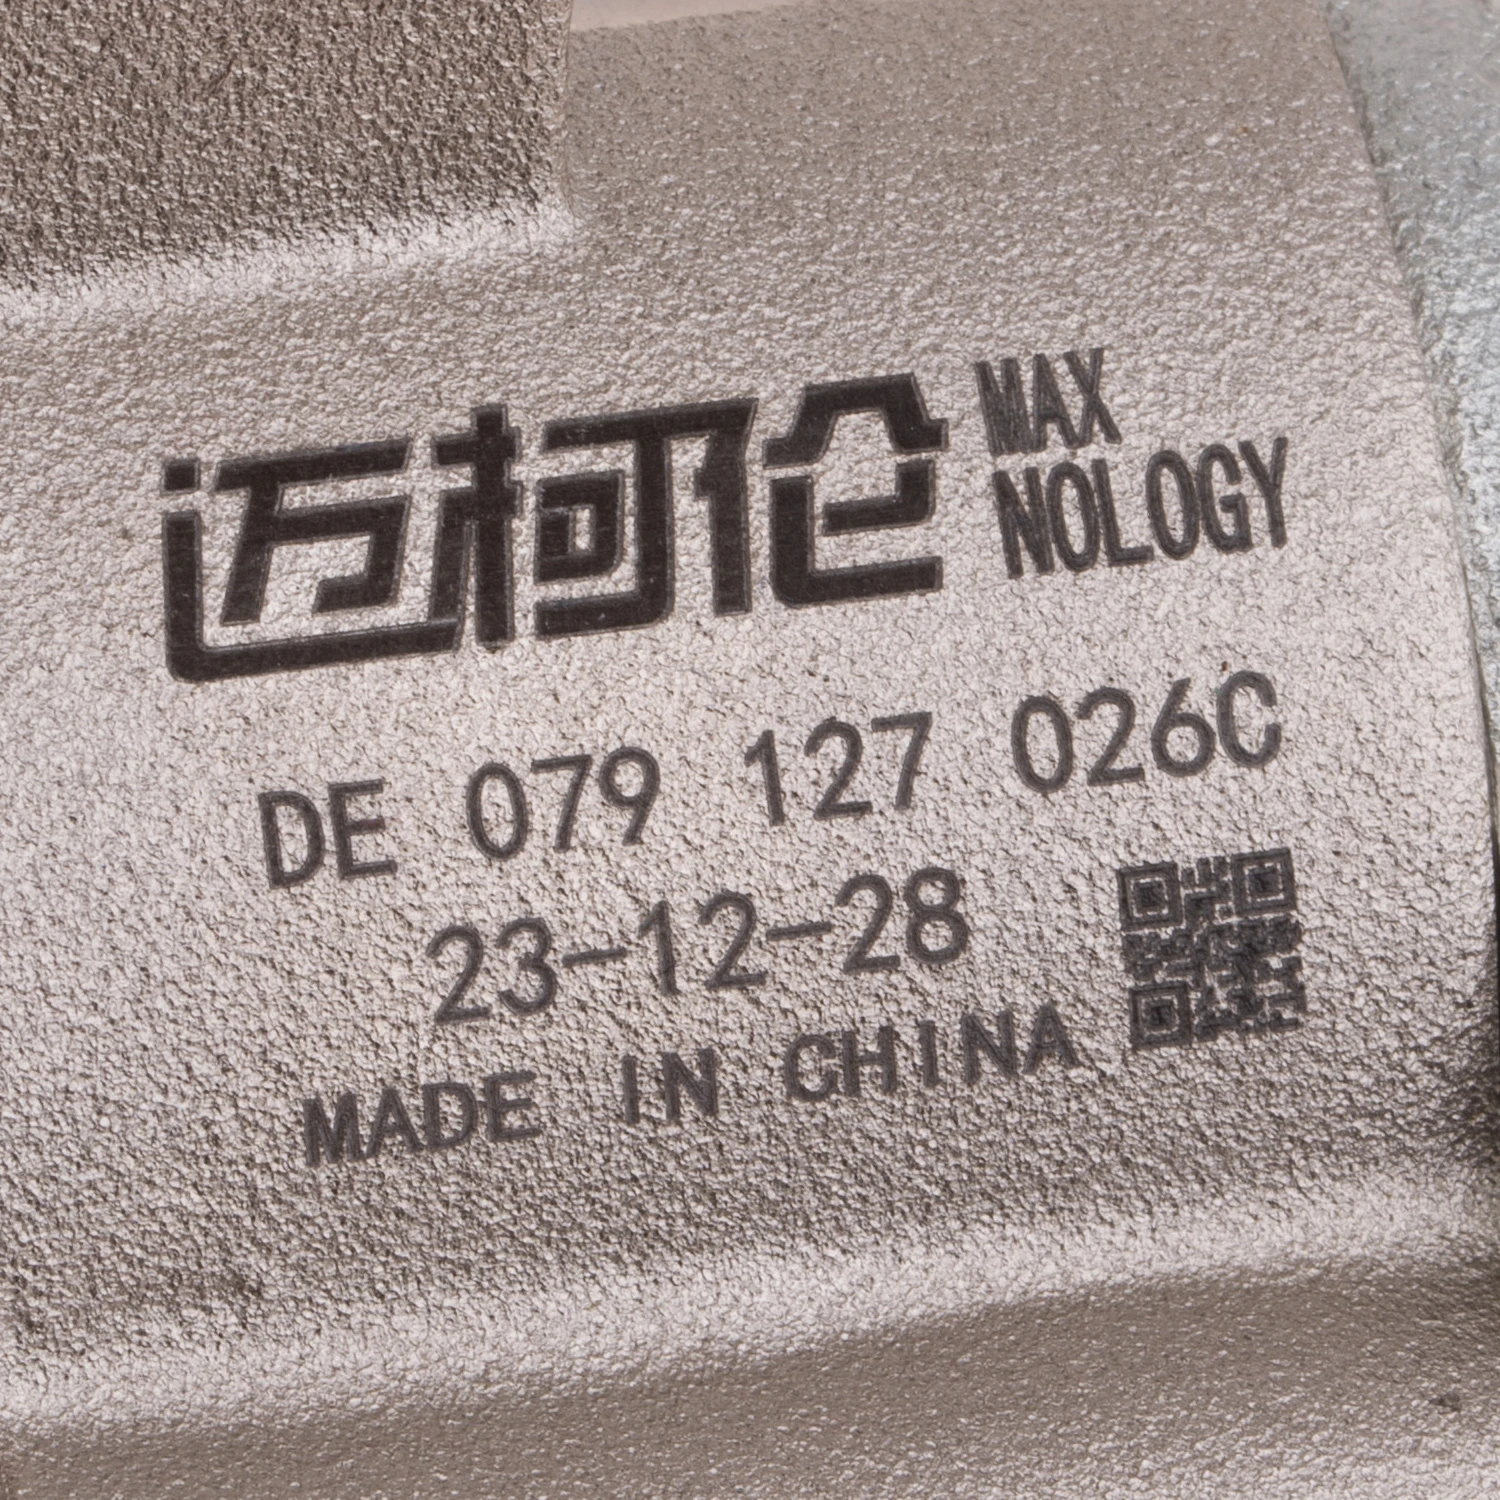 迈柯仑 MAX
NOLOGY
DE 079 127 026C
23-12-28
MADE IN CHINA